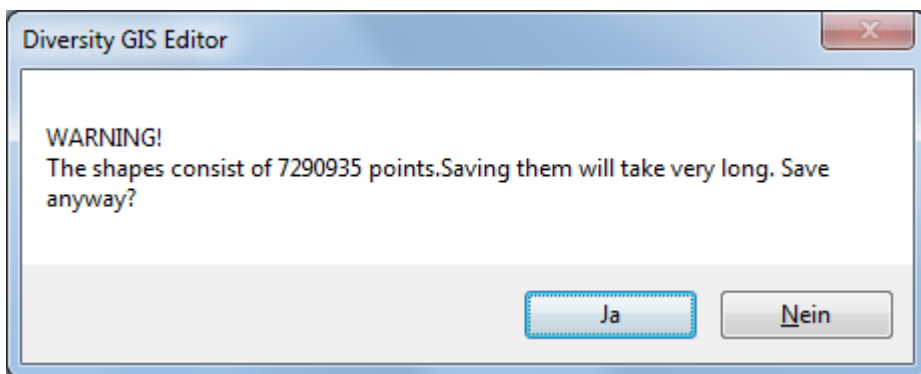 Diversity GIS Editor
WARNING!
The shapes consist of 7290935 points.Saving them will take very long. Save
anyway?
Ja
Nein